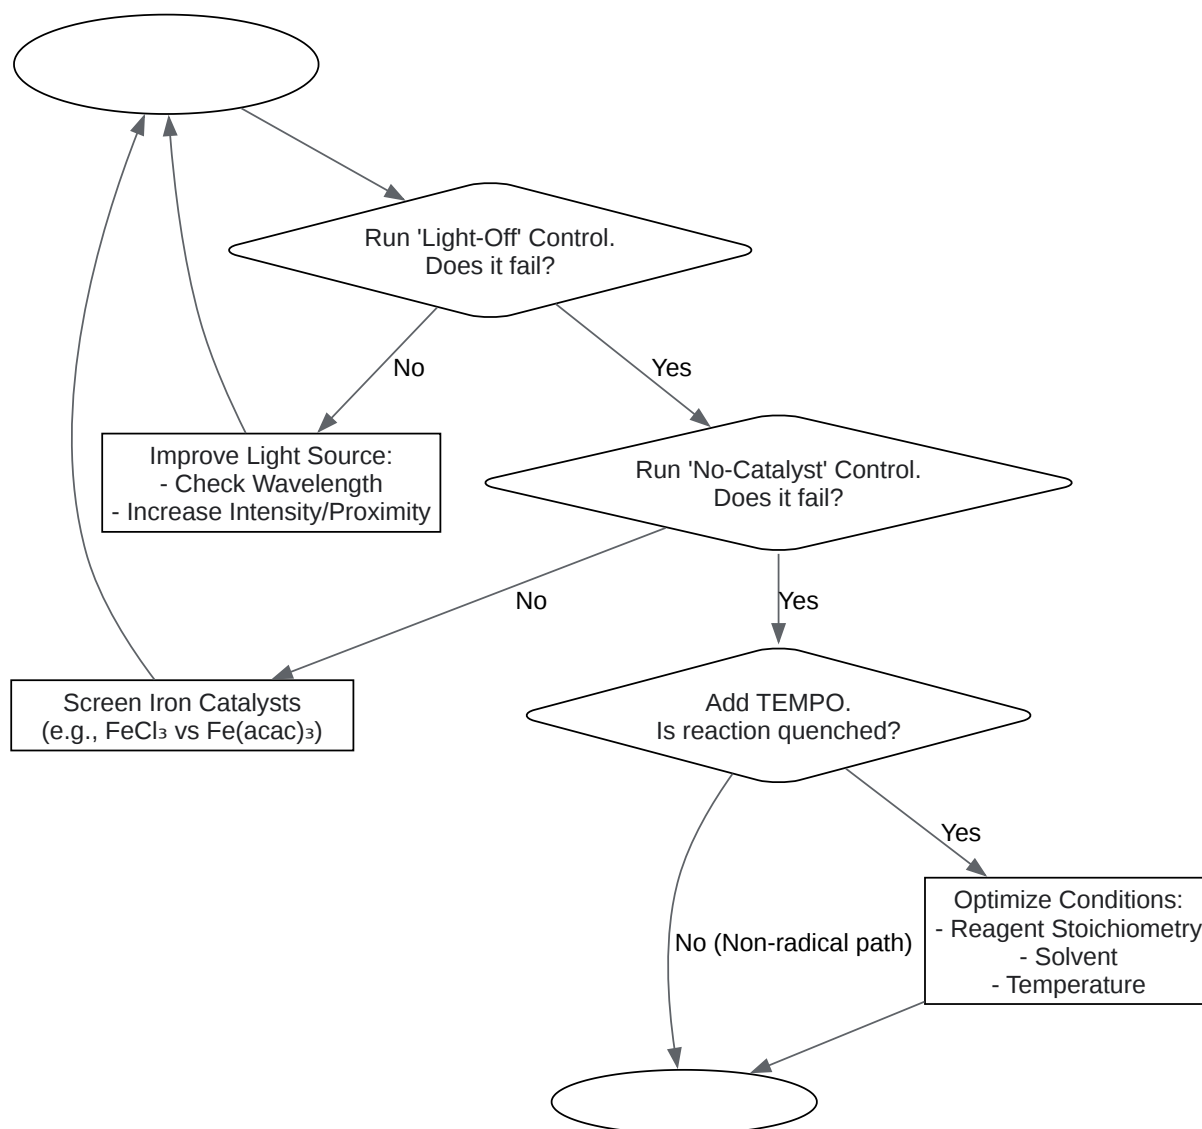 Run 'Light-Off' Control.
Does it fail?
No
Yes
Improve Light Source:
- Check Wavelength
- Increase Intensity/Proximity
Run 'No-Catalyst' Control.
Does it fail?
No
Yes
Screen Iron Catalysts
(e.g., FeCl₃ vs Fe(acac)₃)
Add TEMPO.
Is reaction quenched?
Yes
No (Non-radical path)
Optimize Conditions:
- Reagent Stoichiometry
- Solvent
- Temperature